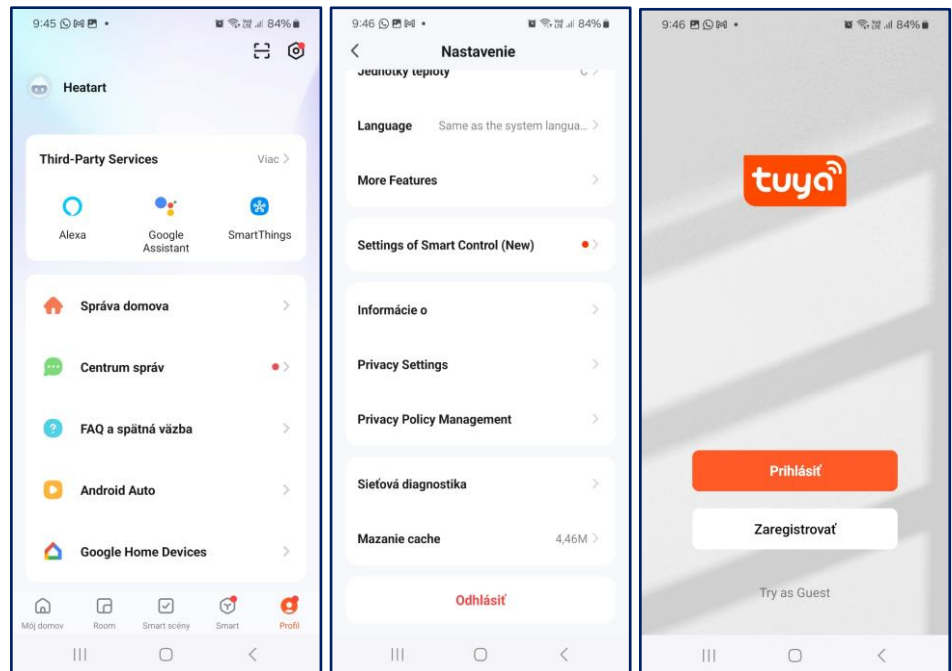 9:45
84%
Heatart
Third-Party Services
Viac
Alexa
Google
Assistant
SmartThings
Správa domova
Centrum správ
FAQ a spätná väzba
Android Auto
Google Home Devices
Môj domov
Room
Smart scény
Smart
Profil
9:46
84%
Nastavenie
Jednotky teploty
Language
Same as the system langua...
More Features
Settings of Smart Control (New)
Informácie o
Privacy Settings
Privacy Policy Management
Sieťová diagnostika
Mazanie cache
4,46M
Odhlásiť
9:46
84%
tuya
Prihlásiť
Zaregistrovať
Try as Guest